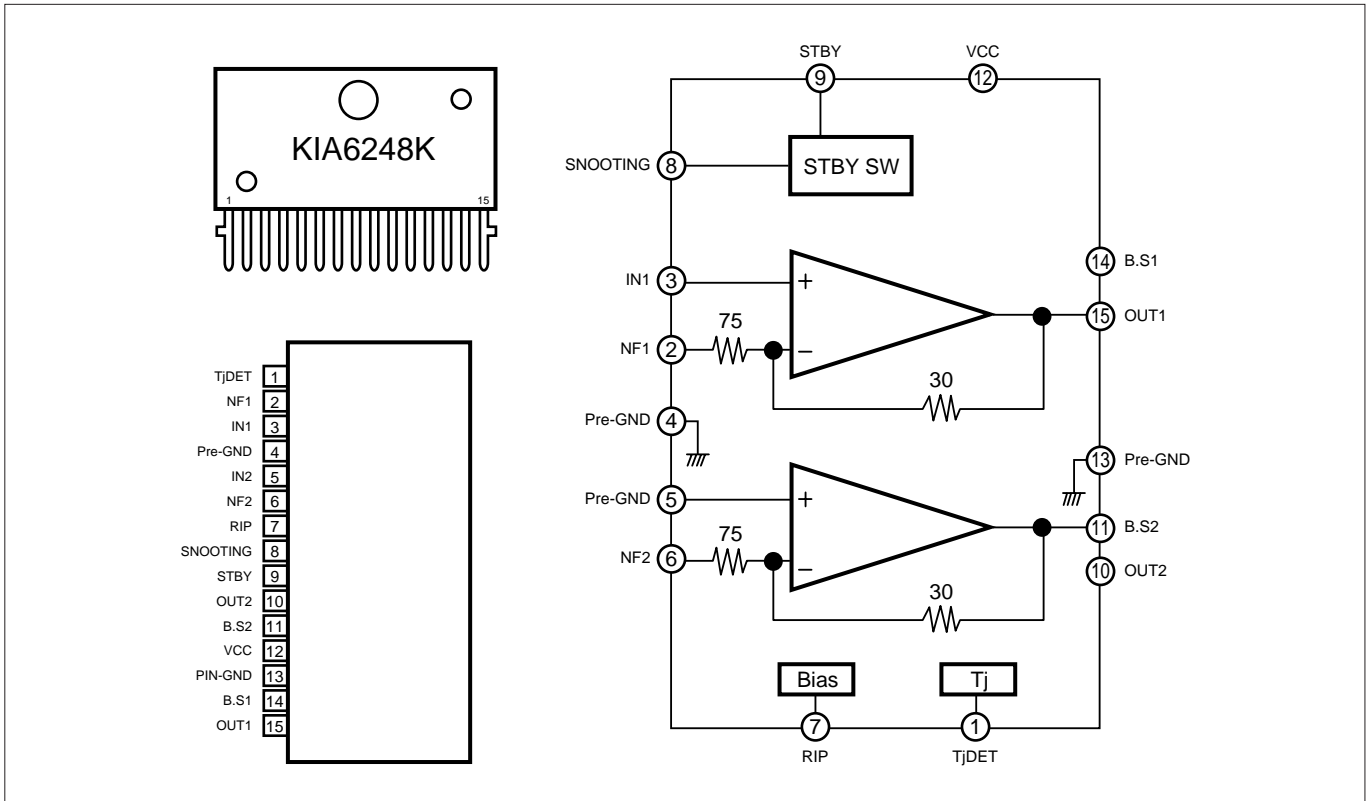 KIA6248K
1
15
TjDET 1
NF1 2
IN1 3
Pre-GND 4
IN2 5
NF2 6
RIP 7
SNOOTING 8
STBY 9
OUT2 10
B.S2 11
VCC 12
PIN-GND 13
B.S1 14
OUT1 15
STBY
9
VCC
12
SNOOTING 8
STBY SW
IN1 3
+
14 B.S1
15 OUT1
75
NF1 2
−
30
Pre-GND 4
13 Pre-GND
Pre-GND 5
+
11 B.S2
75
NF2 6
−
10 OUT2
30
Bias
Tj
7
1
RIP
TjDET